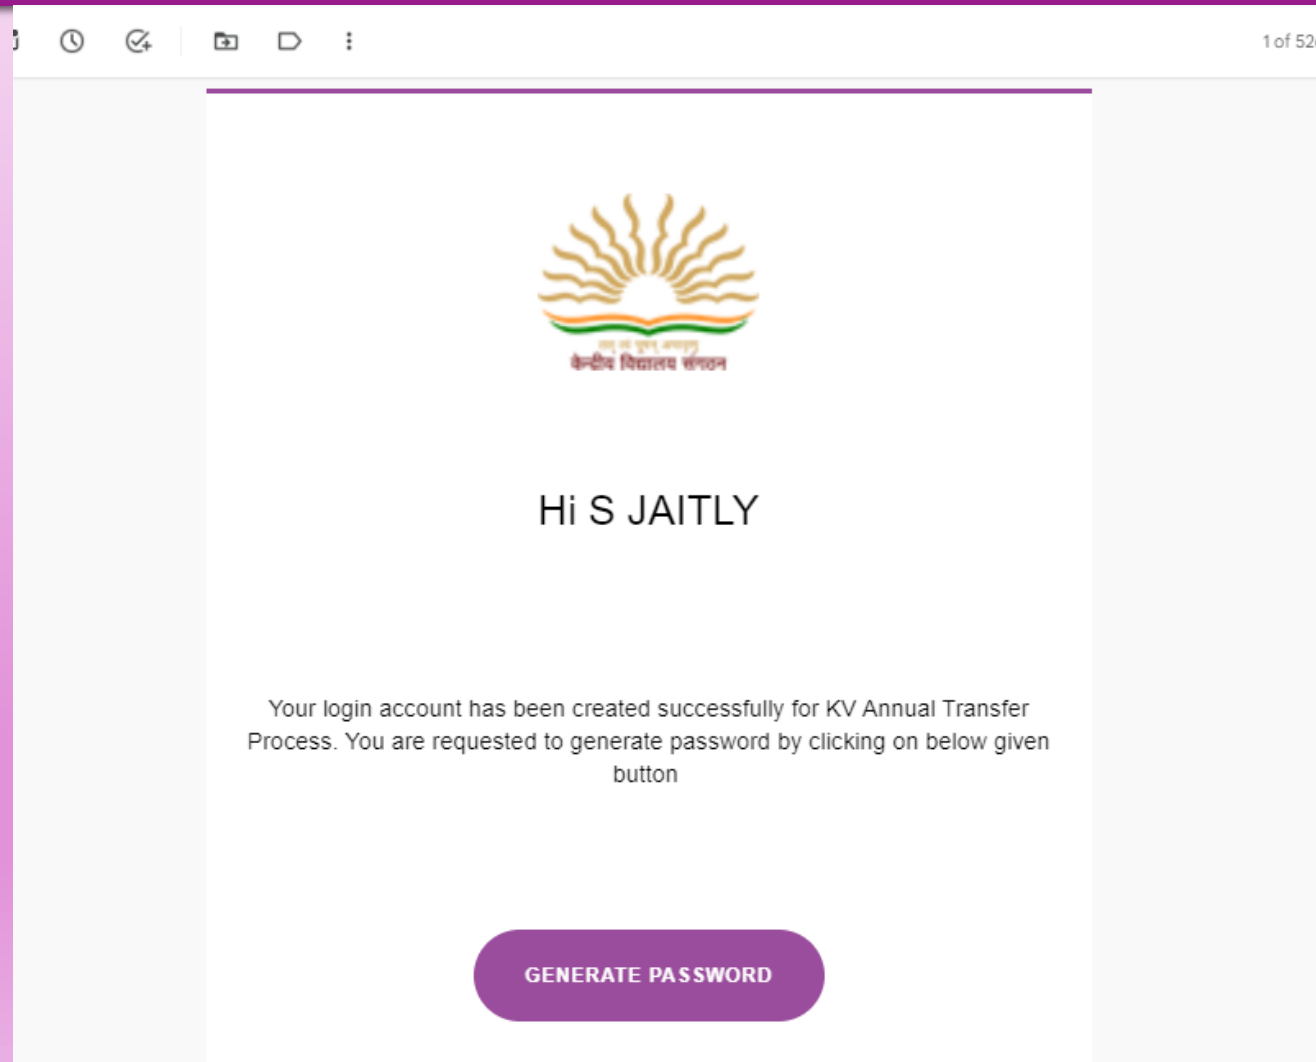 1 of 52
केन्द्रीय विद्यालय संगठन
Hi S JAITLY
Your login account has been created successfully for KV Annual Transfer
Process. You are requested to generate password by clicking on below given
button
GENERATE PASSWORD